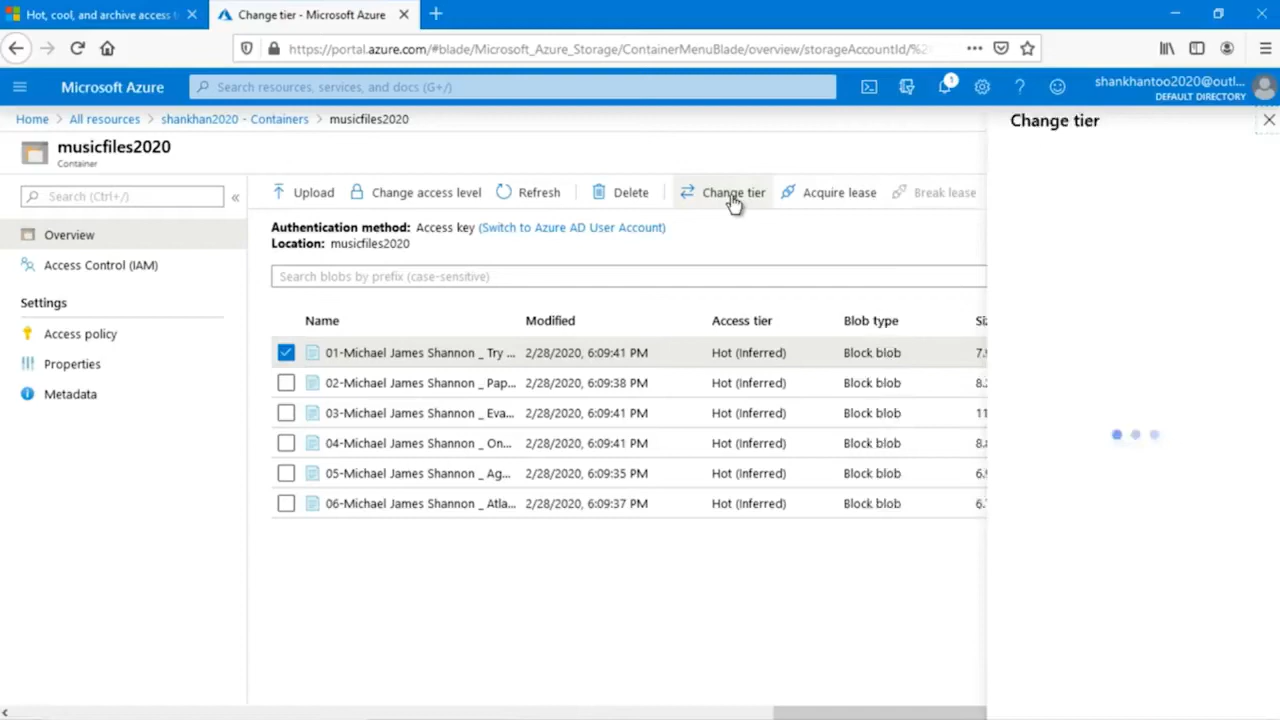 Hot, cool, and archive access t
Change tier - Microsoft Azure
https://portal.azure.com/#blade/Microsoft_Azure_Storage/ContainerMenuBlade/overview/storageAccountId/%2
Microsoft Azure
Search resources, services, and docs (G+/)
1
shankhantoo2020@outl...
DEFAULT DIRECTORY
Home > All resources > shankhan2020 - Containers > musicfiles2020
Change tier
musicfiles2020
Container
Search (Ctrl+/)
«
Upload
Change access level
Refresh
Delete
Change tier
Acquire lease
Break lease
Authentication method: Access key (Switch to Azure AD User Account)
Location: musicfiles2020
Overview
Access Control (IAM)
Settings
Access policy
Properties
Metadata
Search blobs by prefix (case-sensitive)
Name Modified Access tier Blob type
01-Michael James Shannon _ Try ... 2/28/2020, 6:09:41 PM Hot (Inferred) Block blob
02-Michael James Shannon _ Pap... 2/28/2020, 6:09:38 PM Hot (Inferred) Block blob
03-Michael James Shannon _ Eva... 2/28/2020, 6:09:41 PM Hot (Inferred) Block blob 11
04-Michael James Shannon _ On... 2/28/2020, 6:09:41 PM Hot (Inferred) Block blob
05-Michael James Shannon _ Ag... 2/28/2020, 6:09:35 PM Hot (Inferred) Block blob
06-Michael James Shannon _ Atla... 2/28/2020, 6:09:37 PM Hot (Inferred) Block blob